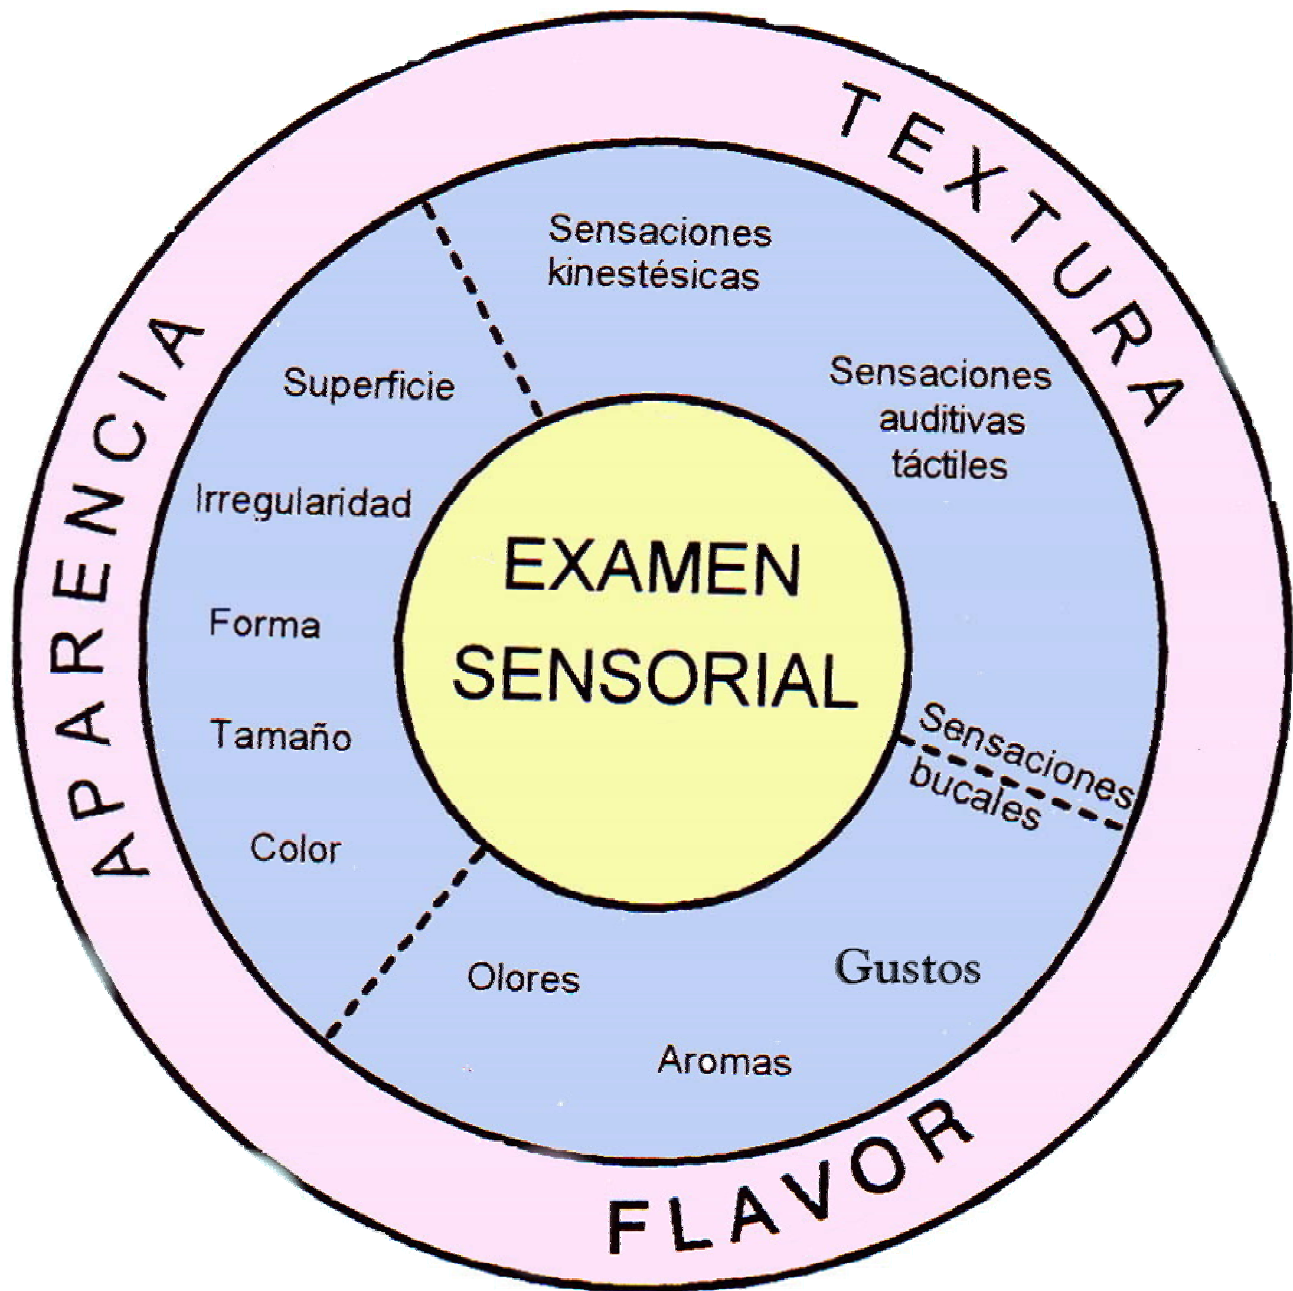 TEXTURA
Sensaciones
kinestésicas
Sensaciones
auditivas
táctiles
APARENCIA
Superficie
Irregularidad
Forma
Tamaño
Color
EXAMEN
SENSORIAL
Sensaciones
bucales
Gustos
Olores
Aromas
FLAVOR